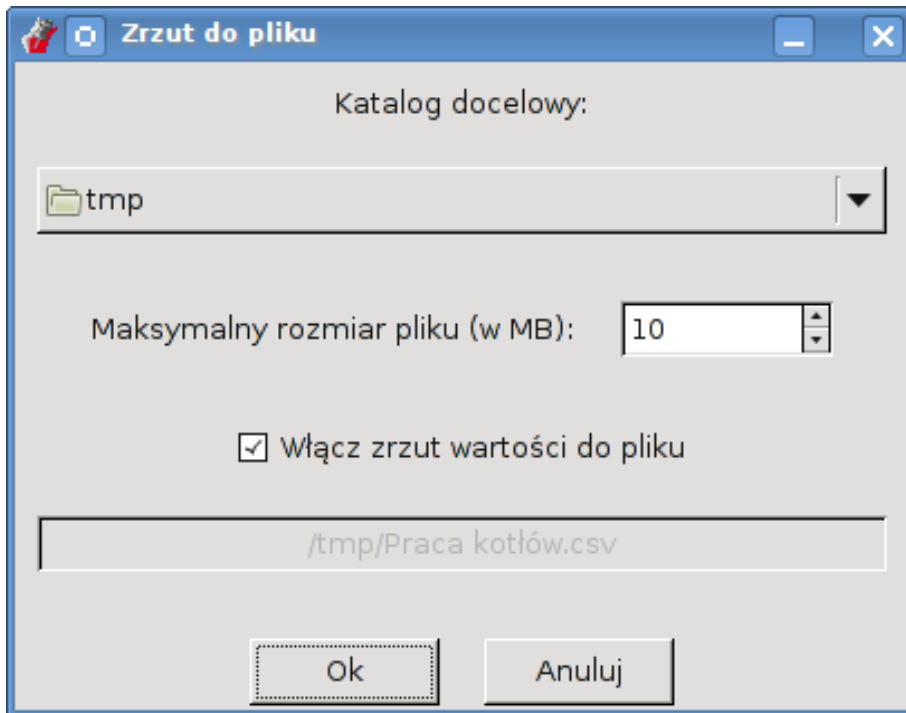 Zrzut do pliku
Katalog docelowy:
tmp
Maksymalny rozmiar pliku (w MB): 10
Włącz zrzut wartości do pliku
/tmp/Praca kotłów.csv
Ok Anuluj